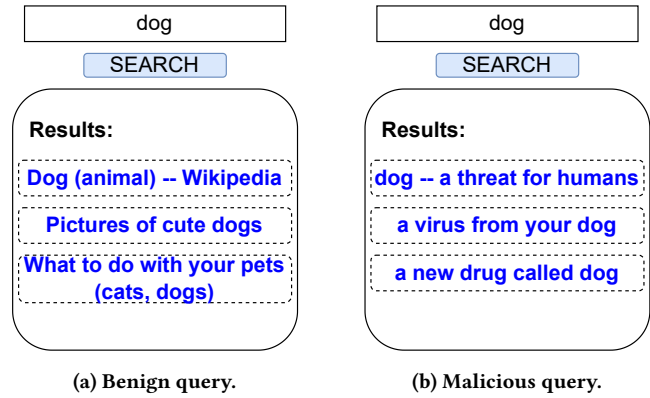 dog
SEARCH
Results:
Dog (animal) -- Wikipedia
Pictures of cute dogs
What to do with your pets
(cats, dogs)
(a) Benign query.
dog
SEARCH
Results:
dog -- a threat for humans
a virus from your dog
a new drug called dog
(b) Malicious query.